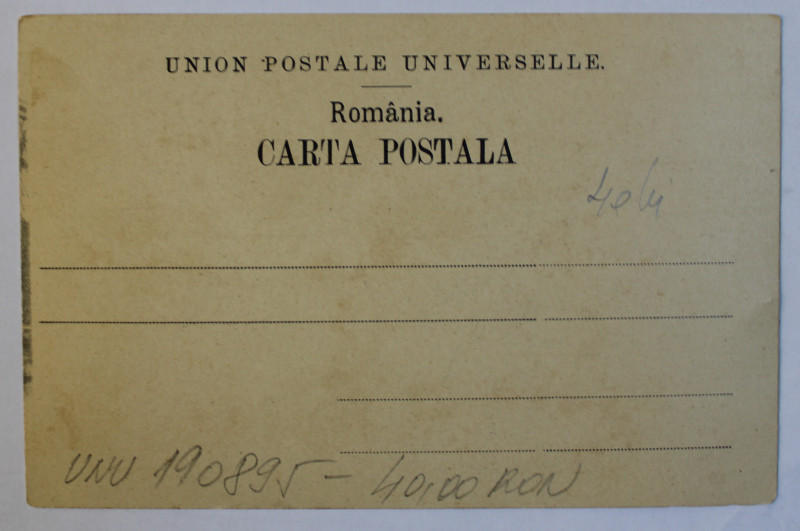 UNION POSTALE UNIVERSELLE.
România.
CARTA POSTALA
40 lei
UNU 190895 - 40,00 RON